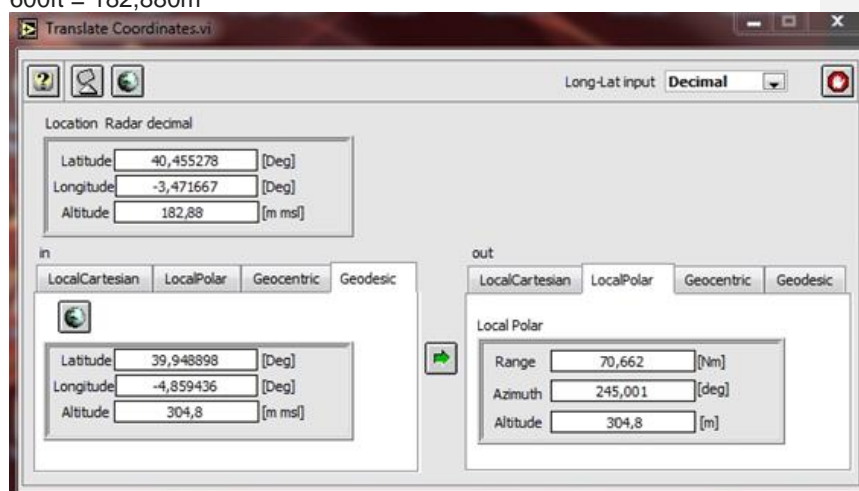 600ft = 182,880m
Translate Coordinates.vi
Long-Lat input Decimal
Location Radar decimal
Latitude 40,455278 [Deg]
Longitude -3,471667 [Deg]
Altitude 182,88 [m msl]
in
LocalCartesian LocalPolar Geocentric Geodesic
Latitude 39,948898 [Deg]
Longitude -4,859436 [Deg]
Altitude 304,8 [m msl]
out
LocalCartesian LocalPolar Geocentric Geodesic
Local Polar
Range 70,662 [Nm]
Azimuth 245,001 [deg]
Altitude 304,8 [m]